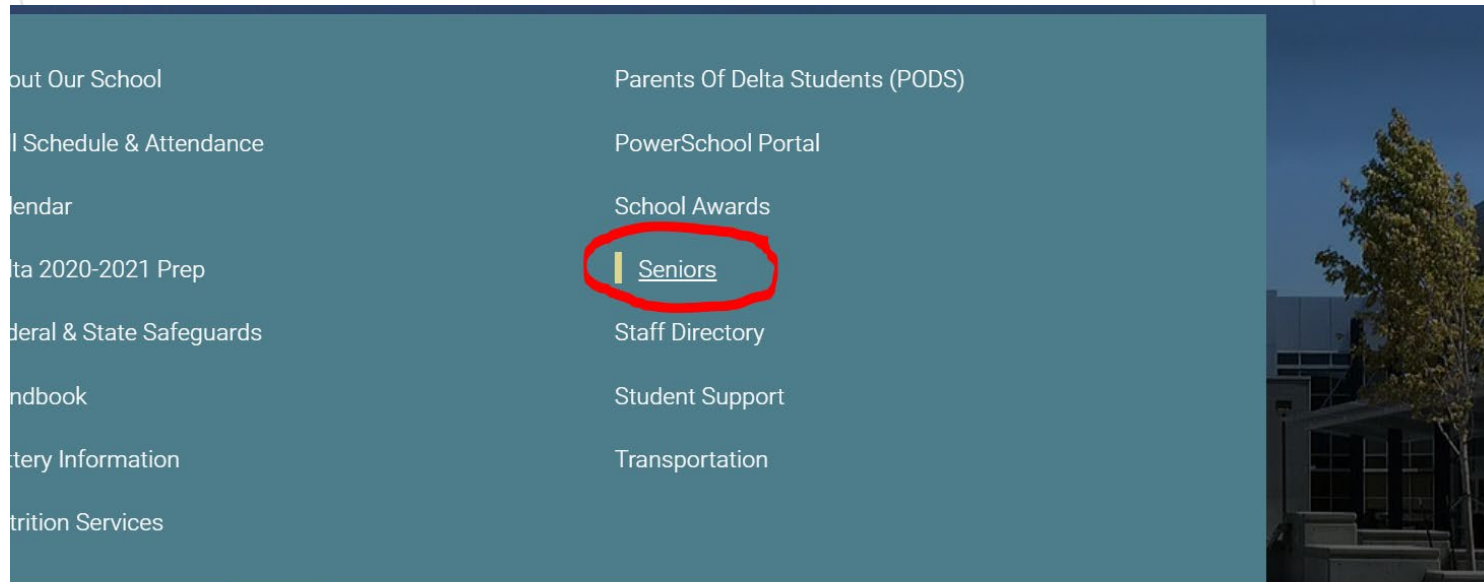 out Our School
ll Schedule & Attendance
lendar
lta 2020-2021 Prep
deral & State Safeguards
ndbook
ttery Information
trition Services
Parents Of Delta Students (PODS)
PowerSchool Portal
School Awards
Seniors
Staff Directory
Student Support
Transportation